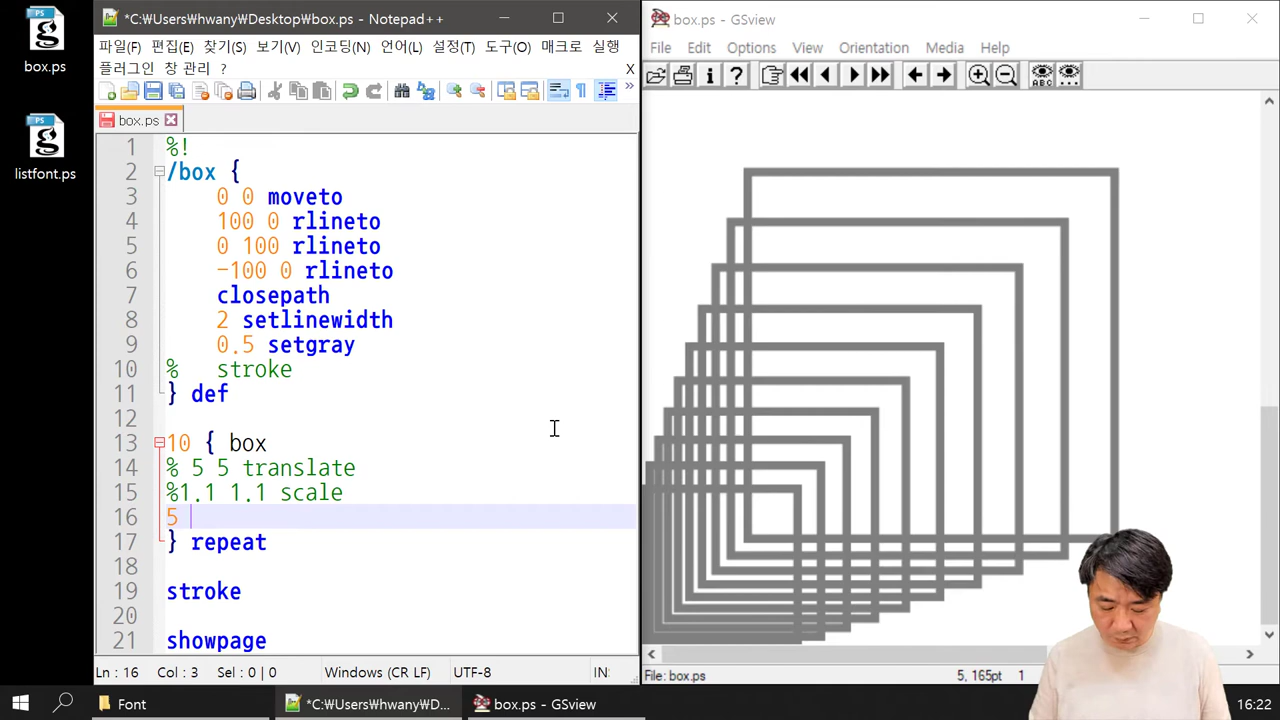 box.ps
listfont.ps
*C:₩Users₩hwany₩Desktop₩box.ps - Notepad++
파일(F) 편집(E) 찾기(S) 보기(V) 인코딩(N) 언어(L) 설정(T) 도구(O) 매크로 실행
플러그인 창 관리 ? X
box.ps
1 %!
2 /box {
3 0 0 moveto
4 100 0 rlineto
5 0 100 rlineto
6 -100 0 rlineto
7 closepath
8 2 setlinewidth
9 0.5 setgray
10 % stroke
11 } def
12
13 10 { box
14 % 5 5 translate
15 %1.1 1.1 scale
16 5
17 } repeat
18
19 stroke
20
21 showpage
Ln : 16 Col : 3 Sel : 0 | 0 Windows (CR LF) UTF-8 IN:
box.ps - GSview
File Edit Options View Orientation Media Help
ABC
File: box.ps 5, 165pt 1
Font
*C:₩Users₩hwany₩D...
box.ps - GSview
16:22